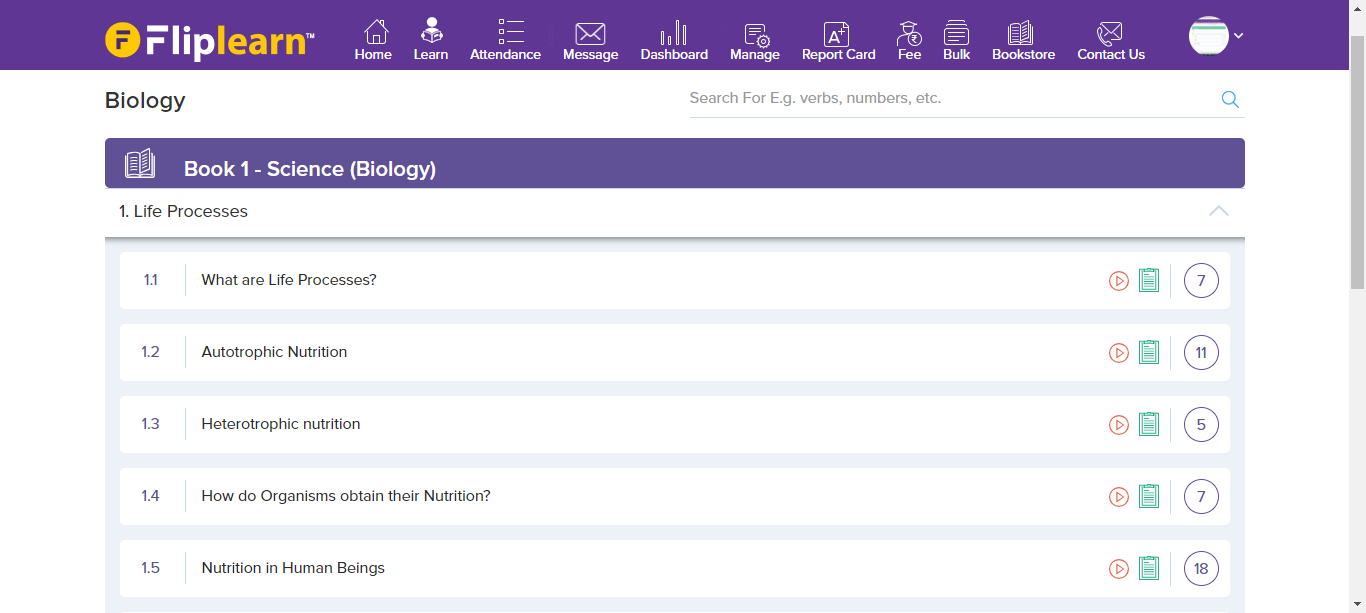 Fliplearn™
Home Learn Attendance Message Dashboard Manage Report Card Fee Bulk Bookstore Contact Us
Biology
Search For E.g. verbs, numbers, etc.
Book 1 - Science (Biology)
1. Life Processes
1.1 What are Life Processes? 7
1.2 Autotrophic Nutrition 11
1.3 Heterotrophic nutrition 5
1.4 How do Organisms obtain their Nutrition? 7
1.5 Nutrition in Human Beings 18